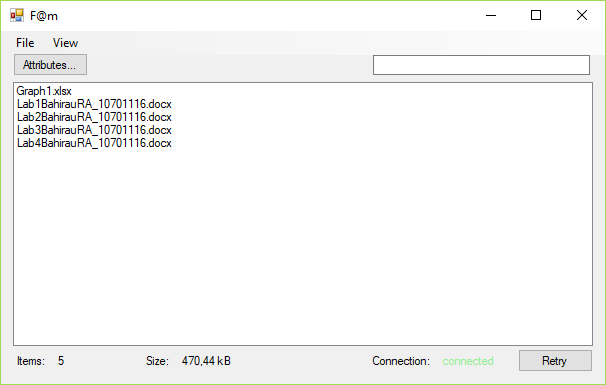 F@m
File View
Attributes...
Graph1.xlsx
Lab1BahirauRA_10701116.docx
Lab2BahirauRA_10701116.docx
Lab3BahirauRA_10701116.docx
Lab4BahirauRA_10701116.docx
Items: 5 Size: 470,44 kB Connection: connected Retry